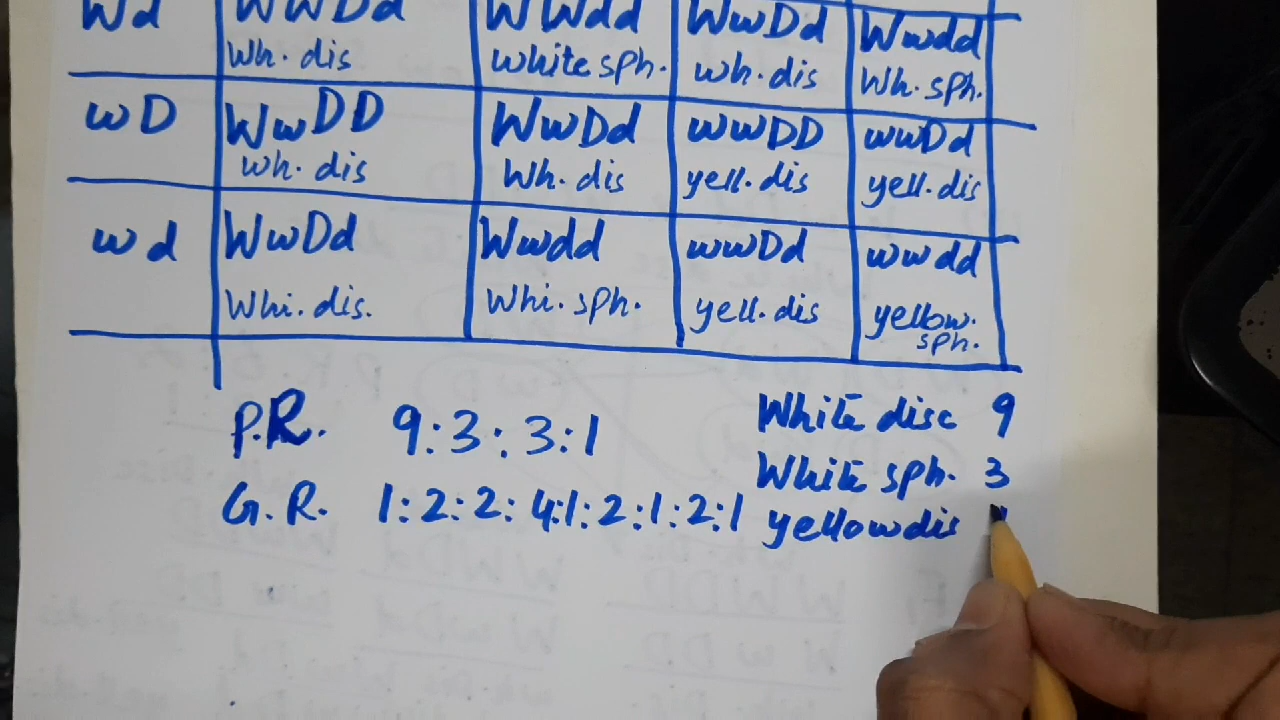 Wd WWDd WWdd WwDd Wwdd
Wh. dis white sph. wh. dis Wh. sph.
wD WwDD WwDd wwDD wwDd
wh. dis Wh. dis yell. dis yell. dis
wd WwDd Wwdd wwDd wwdd
Whi. dis. Whi. sph. yell. dis yellow.
sph.
P.R. 9:3:3:1 White disc 9
White sph. 3
G.R. 1:2:2:4:1:2:1:2:1 yellow dis